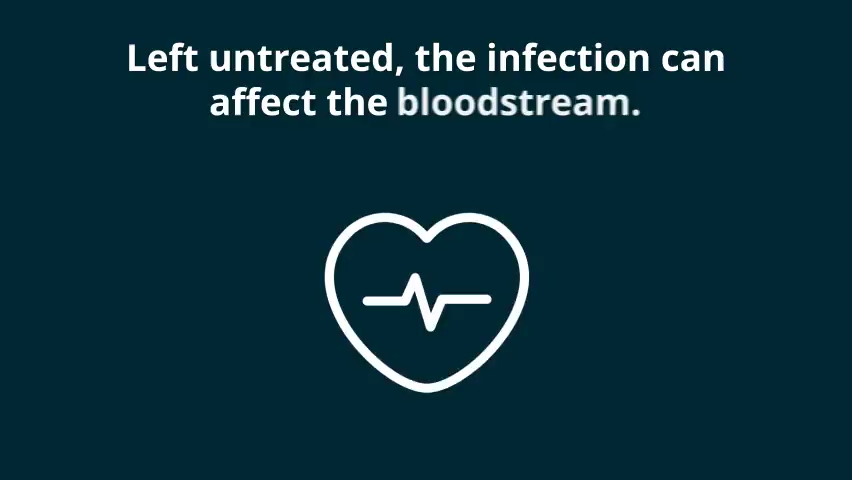 Left untreated, the infection can
affect the bloodstream.